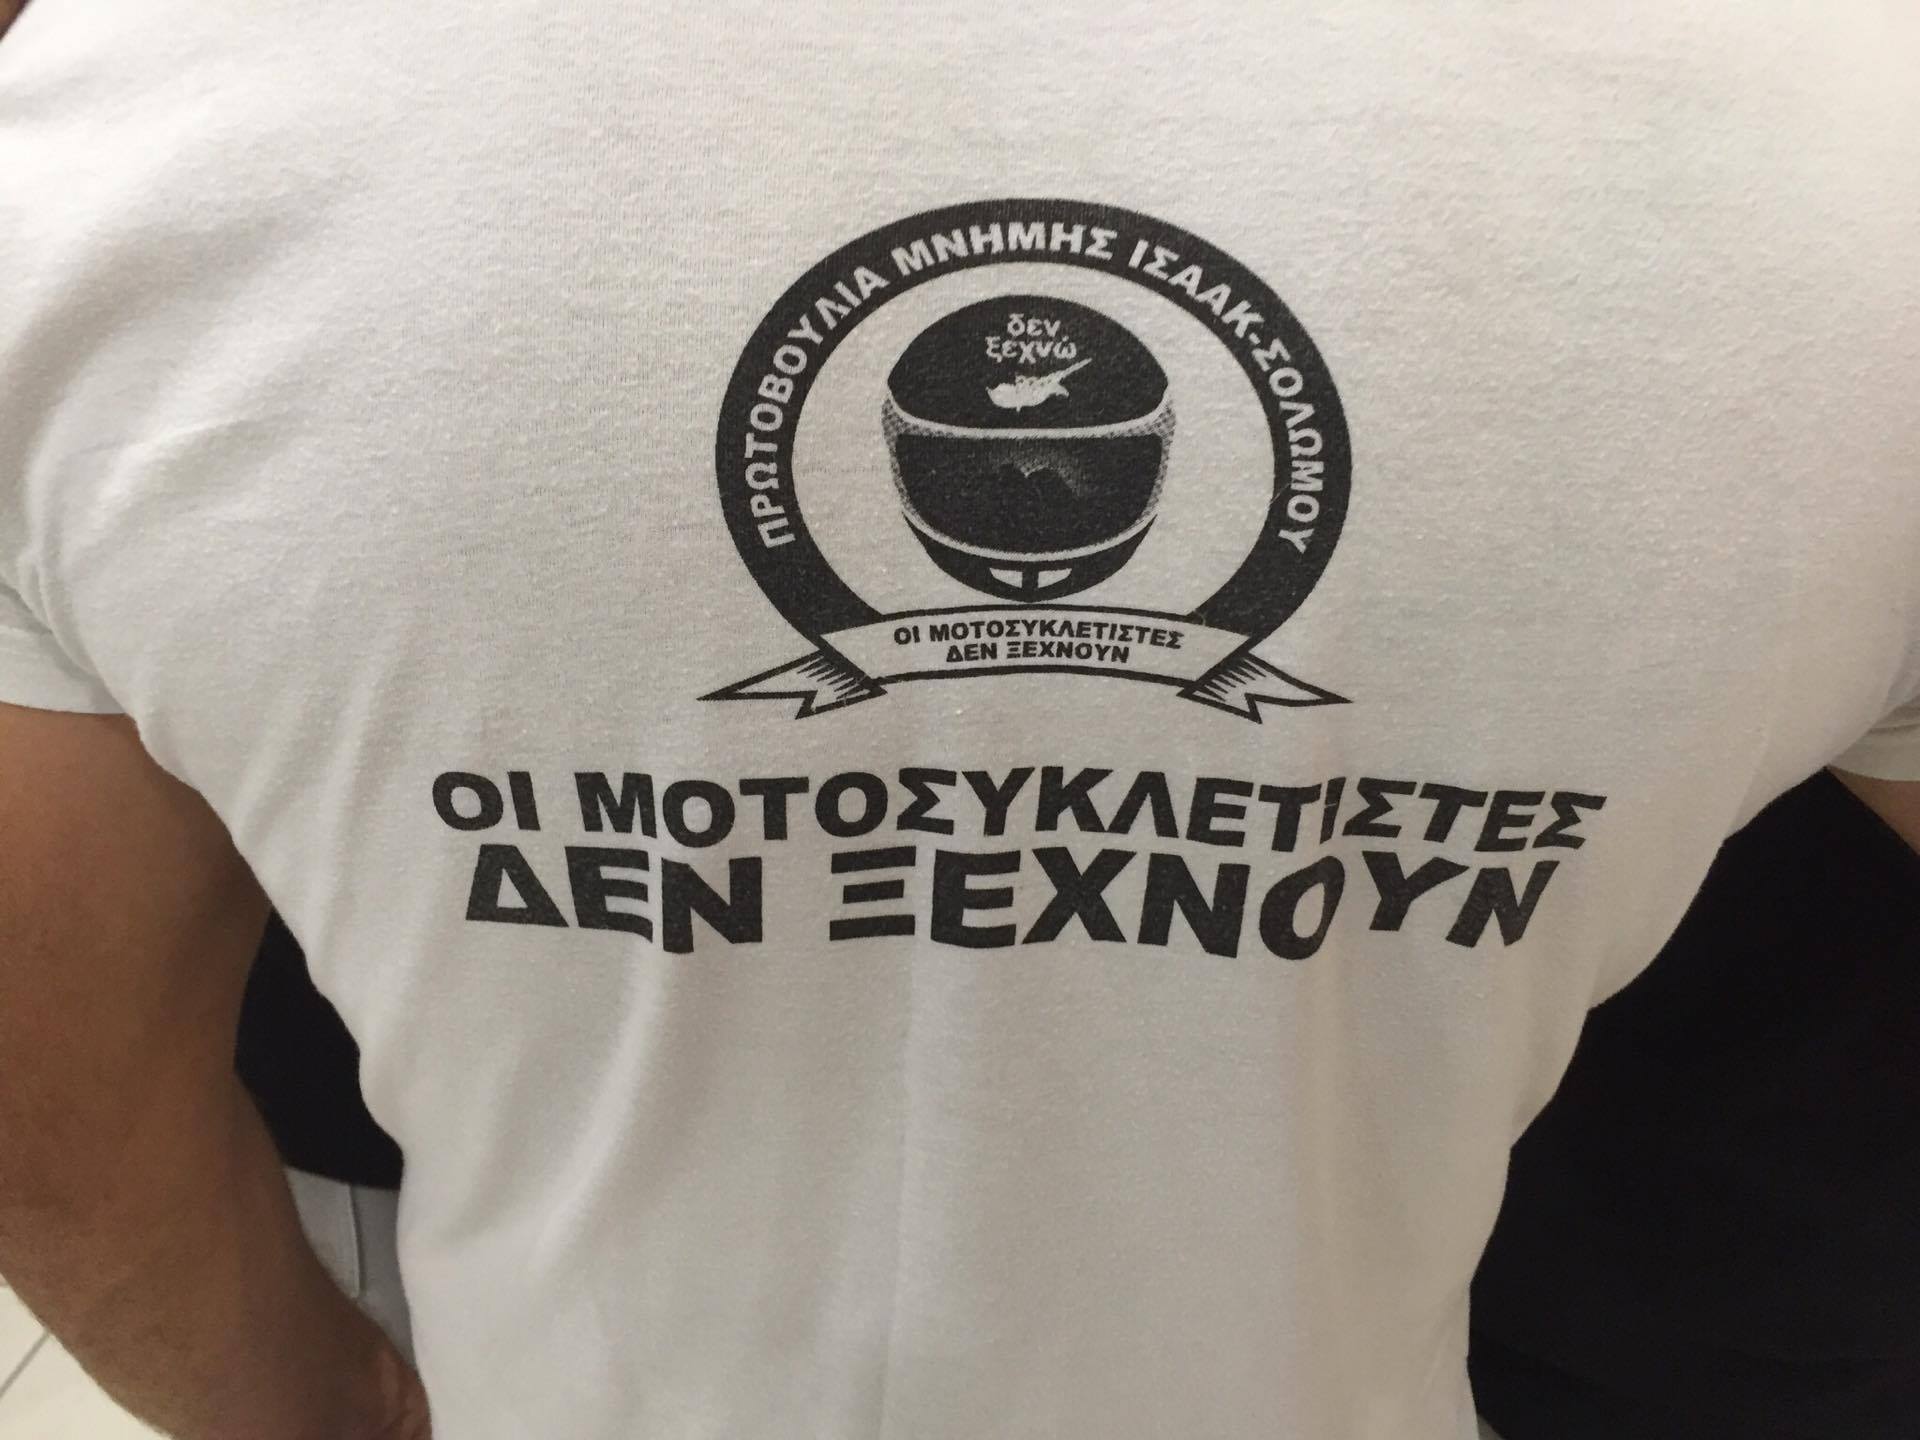 ΠΡΩΤΟΒΟΥΛΙΑ ΜΝΗΜΗΣ ΙΣΑΑΚ-ΣΟΛΩΜΟΥ
δεν
ξεχνώ
ΟΙ ΜΟΤΟΣΥΚΛΕΤΙΣΤΕΣ
ΔΕΝ ΞΕΧΝΟΥΝ
ΟΙ ΜΟΤΟΣΥΚΛΕΤΙΣΤΕΣ
ΔΕΝ ΞΕΧΝΟΥΝ